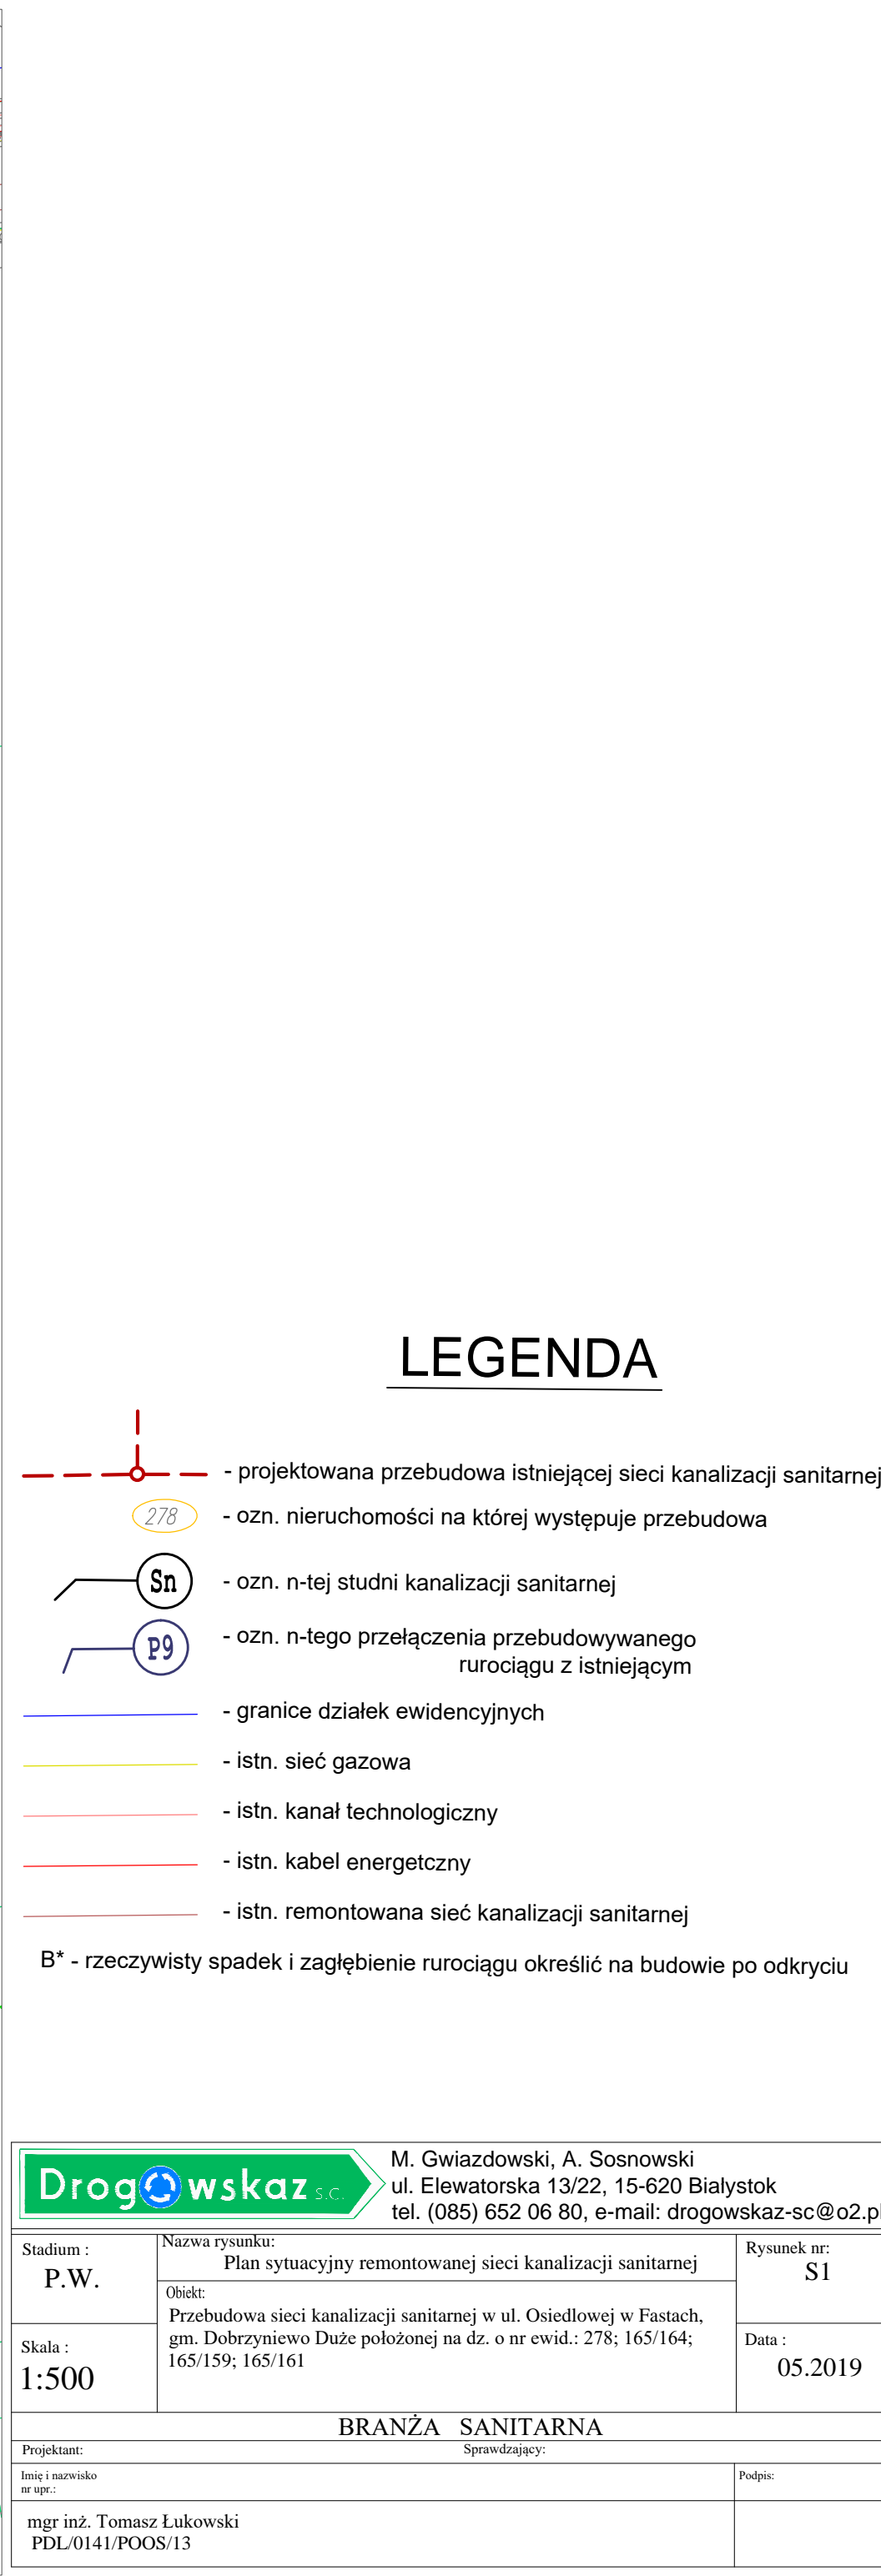 LEGENDA
- projektowana przebudowa istniejącej sieci kanalizacji sanitarnej
278
- ozn. nieruchomości na której występuje przebudowa
Sn
- ozn. n-tej studni kanalizacji sanitarnej
P9
- ozn. n-tego przełączenia przebudowywanego
rurociągu z istniejącym
- granice działek ewidencyjnych
- istn. sieć gazowa
- istn. kanał technologiczny
- istn. kabel energetczny
- istn. remontowana sieć kanalizacji sanitarnej
B* - rzeczywisty spadek i zagłębienie rurociągu określić na budowie po odkryciu
Drogowskaz s.c.
M. Gwiazdowski, A. Sosnowski
ul. Elewatorska 13/22, 15-620 Bialystok
tel. (085) 652 06 80, e-mail: drogowskaz-sc@o2.pl
Stadium :
P.W.
Nazwa rysunku:
Plan sytuacyjny remontowanej sieci kanalizacji sanitarnej
Rysunek nr:
S1
Obiekt:
Przebudowa sieci kanalizacji sanitarnej w ul. Osiedlowej w Fastach,
gm. Dobrzyniewo Duże położonej na dz. o nr ewid.: 278; 165/164;
165/159; 165/161
Skala :
1:500
Data :
05.2019
BRANŻA SANITARNA
Projektant:
Sprawdzający:
Imię i nazwisko
nr upr.:
Podpis:
mgr inż. Tomasz Łukowski
PDL/0141/POOS/13